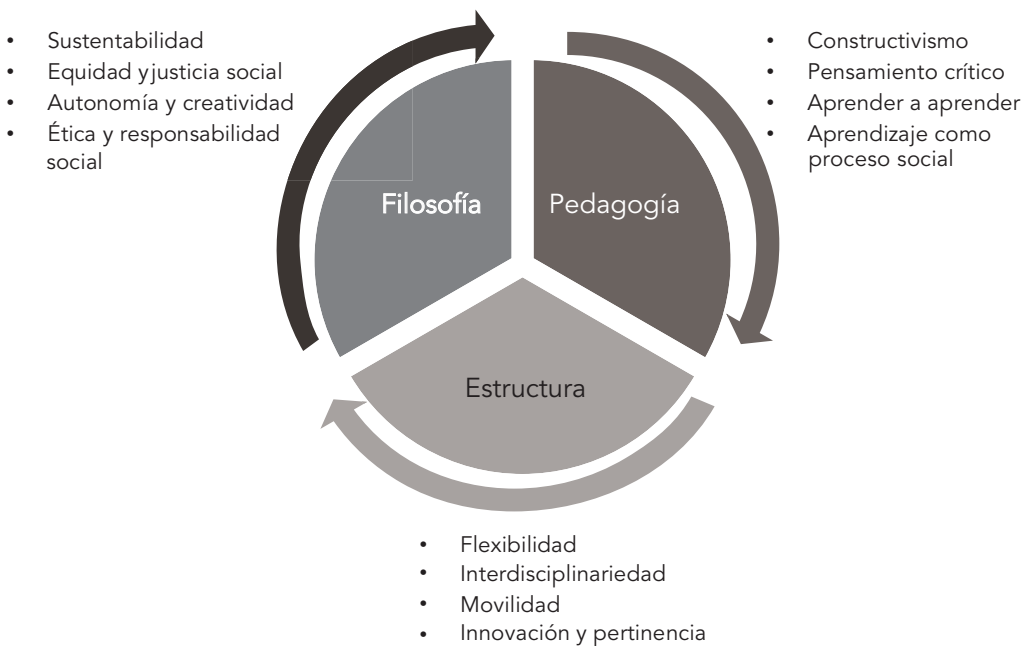 • Sustentabilidad
• Equidad y justicia social
• Autonomía y creatividad
• Ética y responsabilidad
social
• Constructivismo
• Pensamiento crítico
• Aprender a aprender
• Aprendizaje como
proceso social
Filosofía
Pedagogía
Estructura
• Flexibilidad
• Interdisciplinariedad
• Movilidad
• Innovación y pertinencia